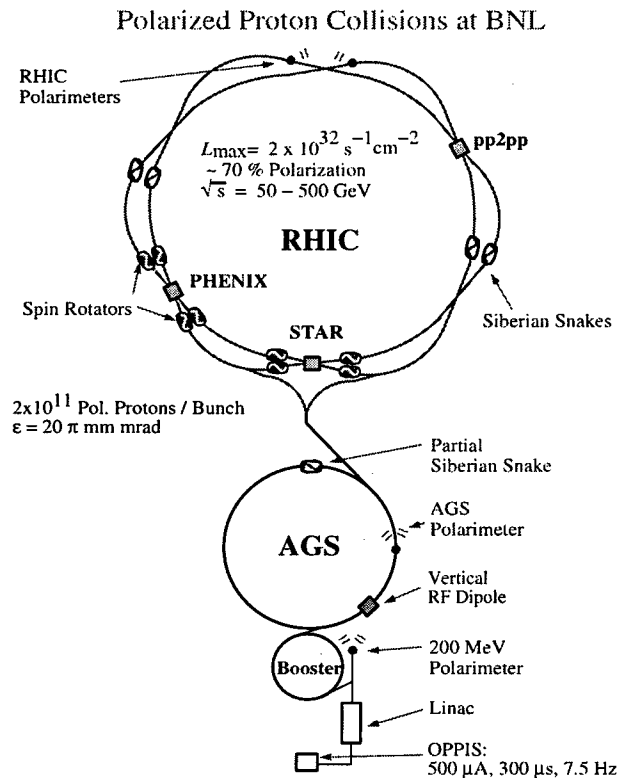 Polarized Proton Collisions at BNL
RHIC
Polarimeters
Lmax= 2 x 10^32 s^-1 cm^-2
~ 70 % Polarization
√s = 50 – 500 GeV
pp2pp
RHIC
PHENIX
Spin Rotators
STAR
Siberian Snakes
2x10^11 Pol. Protons / Bunch
ε = 20 π mm mrad
Partial
Siberian Snake
AGS
Polarimeter
AGS
Vertical
RF Dipole
Booster
200 MeV
Polarimeter
Linac
OPPIS:
500 μA, 300 μs, 7.5 Hz